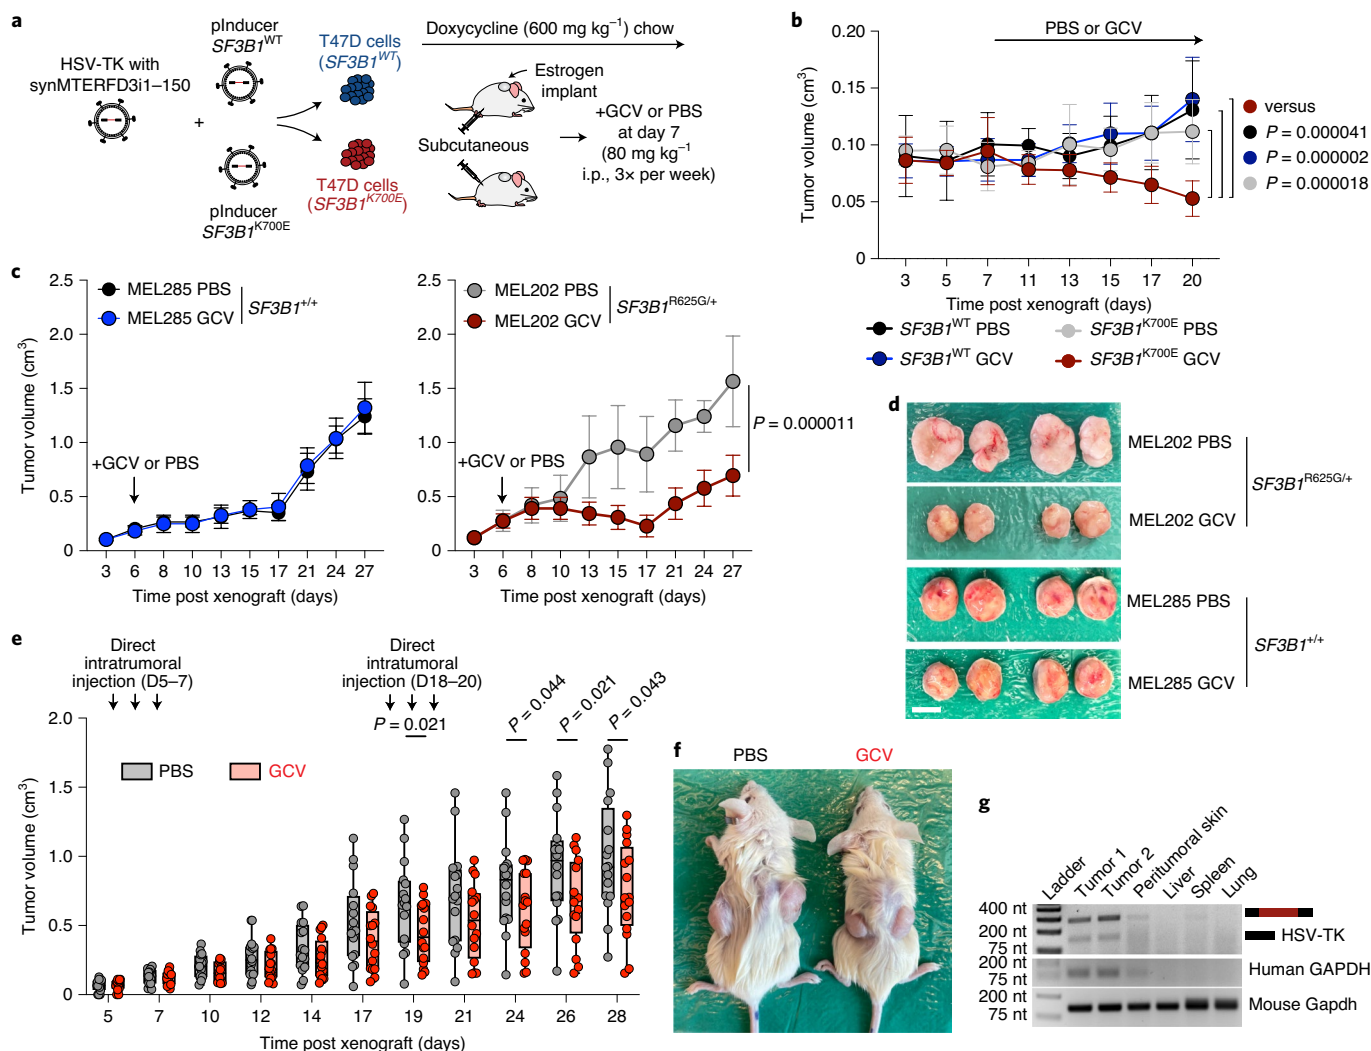 a
HSV-TK with
synMTERFD3i1–150
+
pInducer
SF3B1WT
pInducer
SF3B1K700E
T47D cells
(SF3B1WT)
T47D cells
(SF3B1K700E)
Doxycycline (600 mg kg−1) chow
Estrogen
implant
Subcutaneous
+GCV or PBS
at day 7
(80 mg kg−1
i.p., 3× per week)
b
PBS or GCV
Tumor volume (cm3)
0.20
0.15
0.10
0.05
0
3 5 7 11 13 15 17 20
Time post xenograft (days)
versus
P = 0.000041
P = 0.000002
P = 0.000018
SF3B1WT PBS
SF3B1K700E PBS
SF3B1WT GCV
SF3B1K700E GCV
c
Tumor volume (cm3)
2.5
2.0
1.5
1.0
0.5
0
MEL285 PBS
MEL285 GCV
SF3B1+/+
+GCV or PBS
3 6 8 10 13 15 17 21 24 27
Time post xenograft (days)
2.5
2.0
1.5
1.0
0.5
0
MEL202 PBS
MEL202 GCV
SF3B1R625G/+
+GCV or PBS
P = 0.000011
3 6 8 10 13 15 17 21 24 27
Time post xenograft (days)
d
MEL202 PBS
MEL202 GCV
SF3B1R625G/+
MEL285 PBS
MEL285 GCV
SF3B1+/+
e
Direct
intratumoral
injection (D5–7)
Direct
intratumoral
injection (D18–20)
P = 0.021
P = 0.044
P = 0.021
P = 0.043
Tumor volume (cm3)
2.0
1.5
1.0
0.5
0
PBS
GCV
5 7 10 12 14 17 19 21 24 26 28
Time post xenograft (days)
f
PBS
GCV
g
Ladder
Tumor 1
Tumor 2
Peritumoral skin
Liver
Spleen
Lung
400 nt
200 nt
75 nt
HSV-TK
200 nt
75 nt
Human GAPDH
200 nt
75 nt
Mouse Gapdh